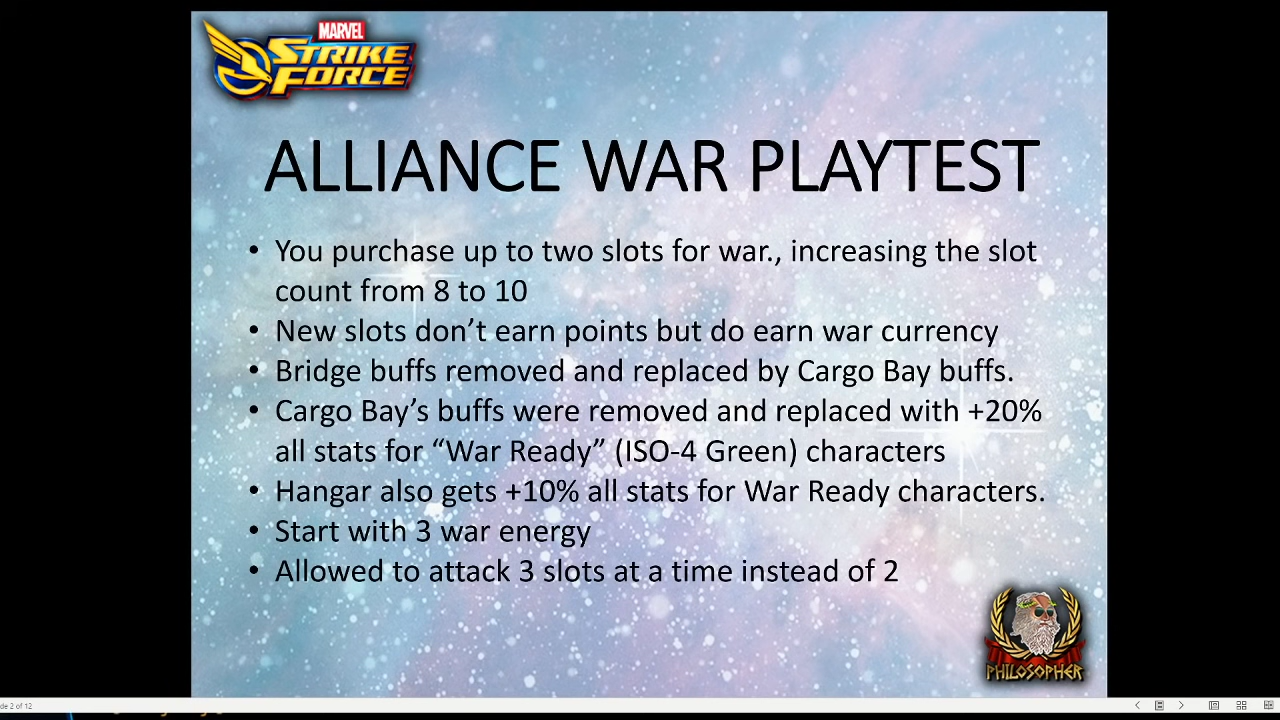 MARVEL
STRIKE
FORCE
ALLIANCE WAR PLAYTEST
• You purchase up to two slots for war., increasing the slot
count from 8 to 10
• New slots don’t earn points but do earn war currency
• Bridge buffs removed and replaced by Cargo Bay buffs.
• Cargo Bay’s buffs were removed and replaced with +20%
all stats for “War Ready” (ISO-4 Green) characters
• Hangar also gets +10% all stats for War Ready characters.
• Start with 3 war energy
• Allowed to attack 3 slots at a time instead of 2
PHILOSOPHER
de 2 of 12